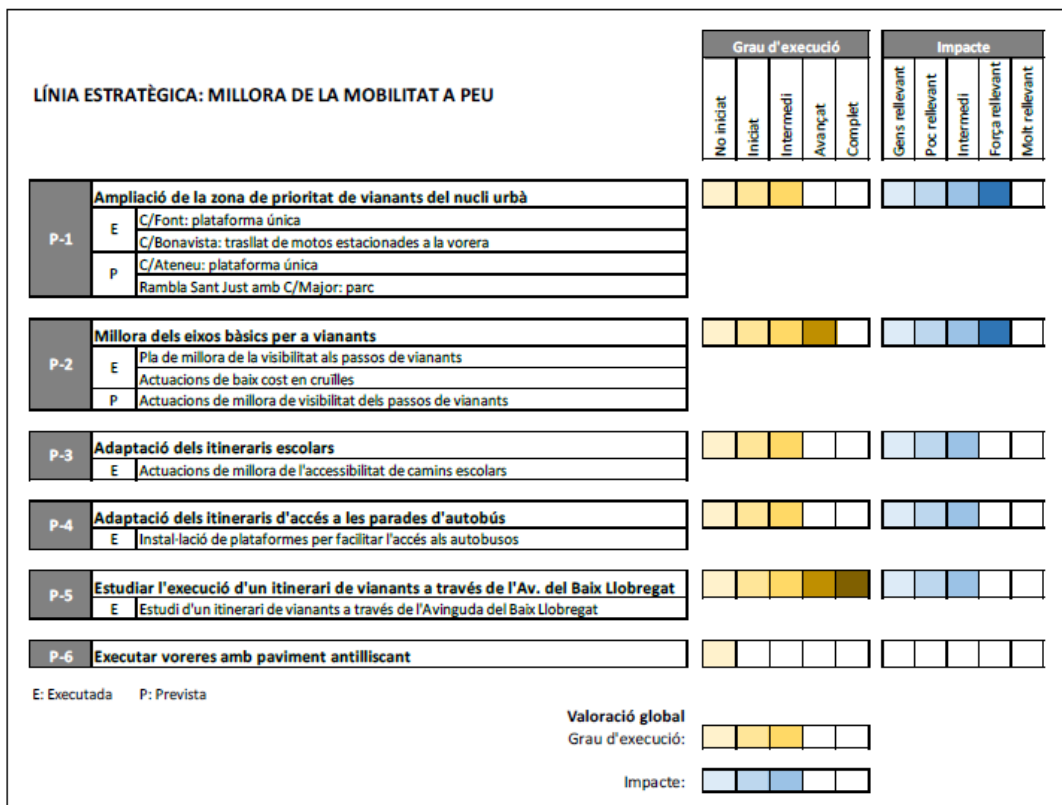 Grau d'execució
Impacte
LÍNIA ESTRATÈGICA: MILLORA DE LA MOBILITAT A PEU
No iniciat
Iniciat
Intermedi
Avançat
Complet
Gens rellevant
Poc rellevant
Intermedi
Força rellevant
Molt rellevant
P-1
Ampliació de la zona de prioritat de vianants del nucli urbà
E
C/Font: plataforma única
C/Bonavista: trasllat de motos estacionades a la vorera
P
C/Ateneu: plataforma única
Rambla Sant Just amb C/Major: parc
P-2
Millora dels eixos bàsics per a vianants
E
Pla de millora de la visibilitat als passos de vianants
Actuacions de baix cost en cruïlles
P
Actuacions de millora de visibilitat dels passos de vianants
P-3
Adaptació dels itineraris escolars
E
Actuacions de millora de l'accessibilitat de camins escolars
P-4
Adaptació dels itineraris d'accés a les parades d'autobús
E
Instal·lació de plataformes per facilitar l'accés als autobusos
P-5
Estudiar l'execució d'un itinerari de vianants a través de l'Av. del Baix Llobregat
E
Estudi d'un itinerari de vianants a través de l'Avinguda del Baix Llobregat
P-6
Executar voreres amb paviment antilliscant
E: Executada P: Prevista
Valoració global
Grau d'execució:
Impacte: